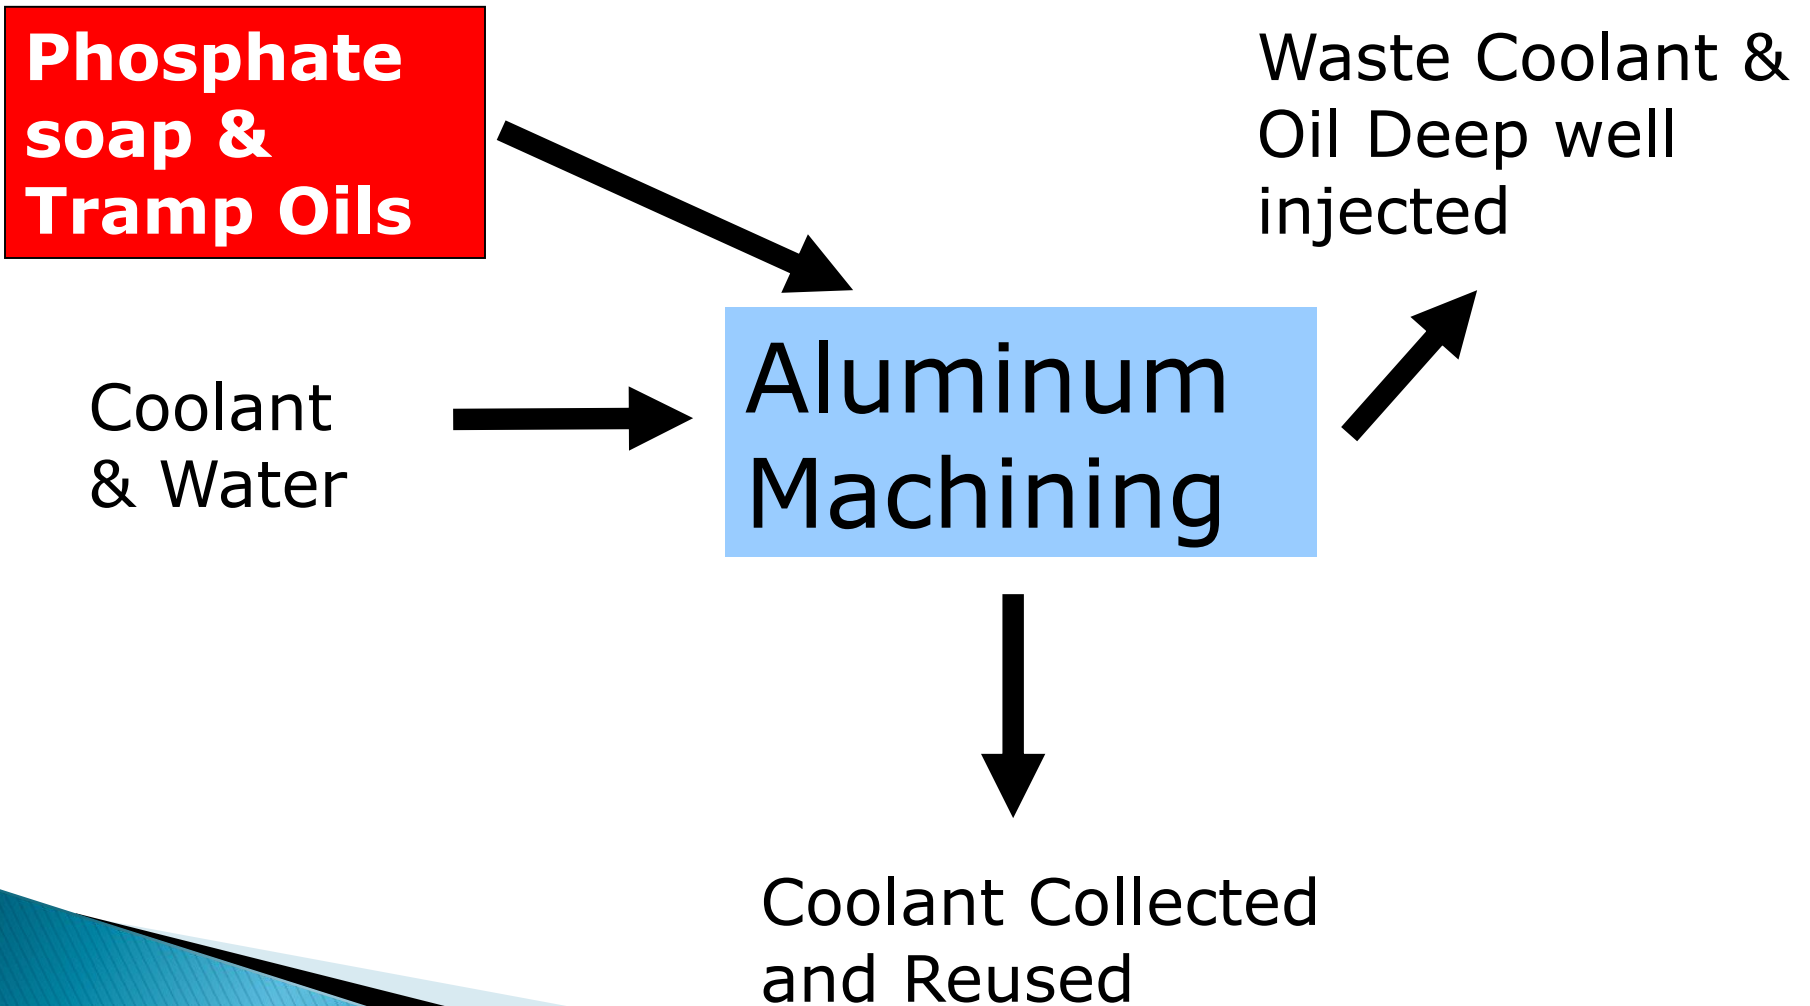 Phosphate
soap &
Tramp Oils
Waste Coolant &
Oil Deep well
injected
Coolant
& Water
Aluminum
Machining
Coolant Collected
and Reused